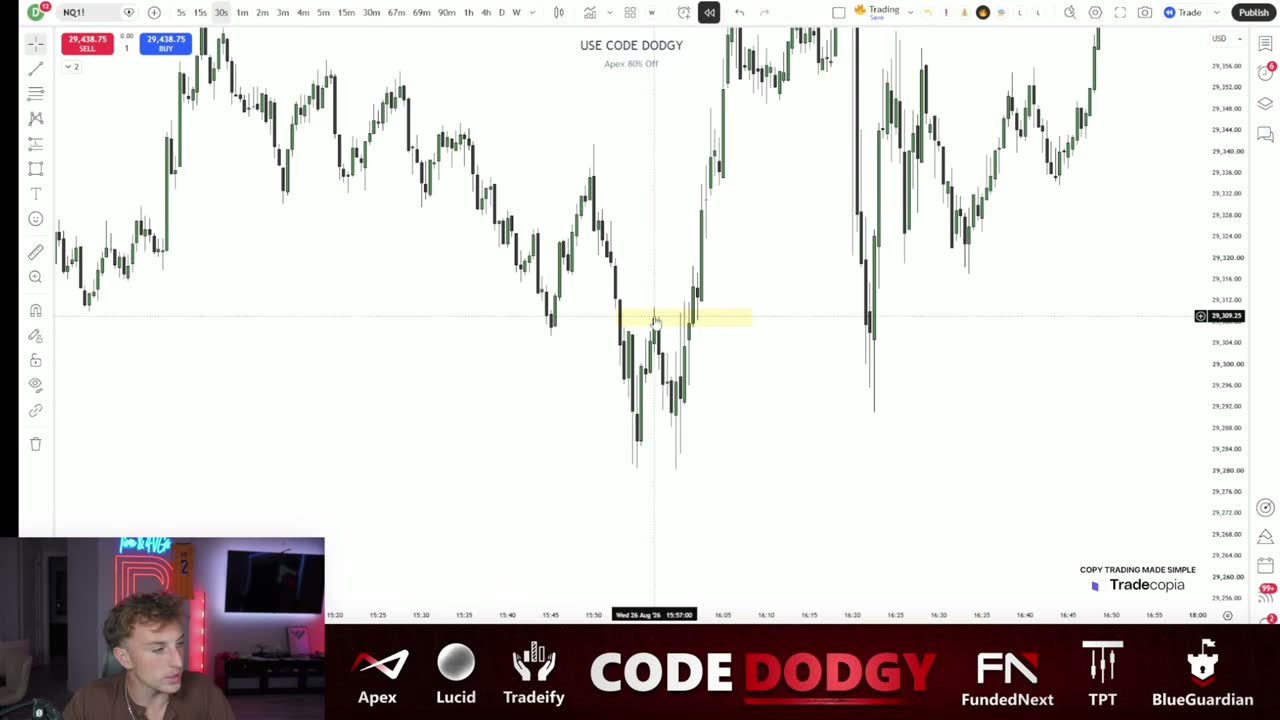 D
12
NQ1!
5s 15s 30s 1m 2m 3m 4m 5m 15m 30m 67m 69m 90m 1h 4h D W
Trading
Save
L L
Trade
Publish
29,438.75
SELL
0.00
1
29,438.75
BUY
2
USE CODE DODGY
Apex 80% Off
USD
29,356.00
29,352.00
29,348.00
29,344.00
29,340.00
29,336.00
29,332.00
29,328.00
29,324.00
29,320.00
29,316.00
29,312.00
29,309.25
29,304.00
29,300.00
29,296.00
29,292.00
29,288.00
29,284.00
29,280.00
29,276.00
29,272.00
29,268.00
29,264.00
29,260.00
29,256.00
6
99+
2
COPY TRADING MADE SIMPLE
Tradecopia
15:20 15:25 15:30 15:35 15:40 15:45 15:50 Wed 26 Aug '26 15:57:00 16:05 16:10 16:15 16:20 16:25 16:30 16:35 16:40 16:45 16:50 16:55 18:00
Apex
Lucid
Tradeify
CODE DODGY
FN
FundedNext
TPT
BlueGuardian